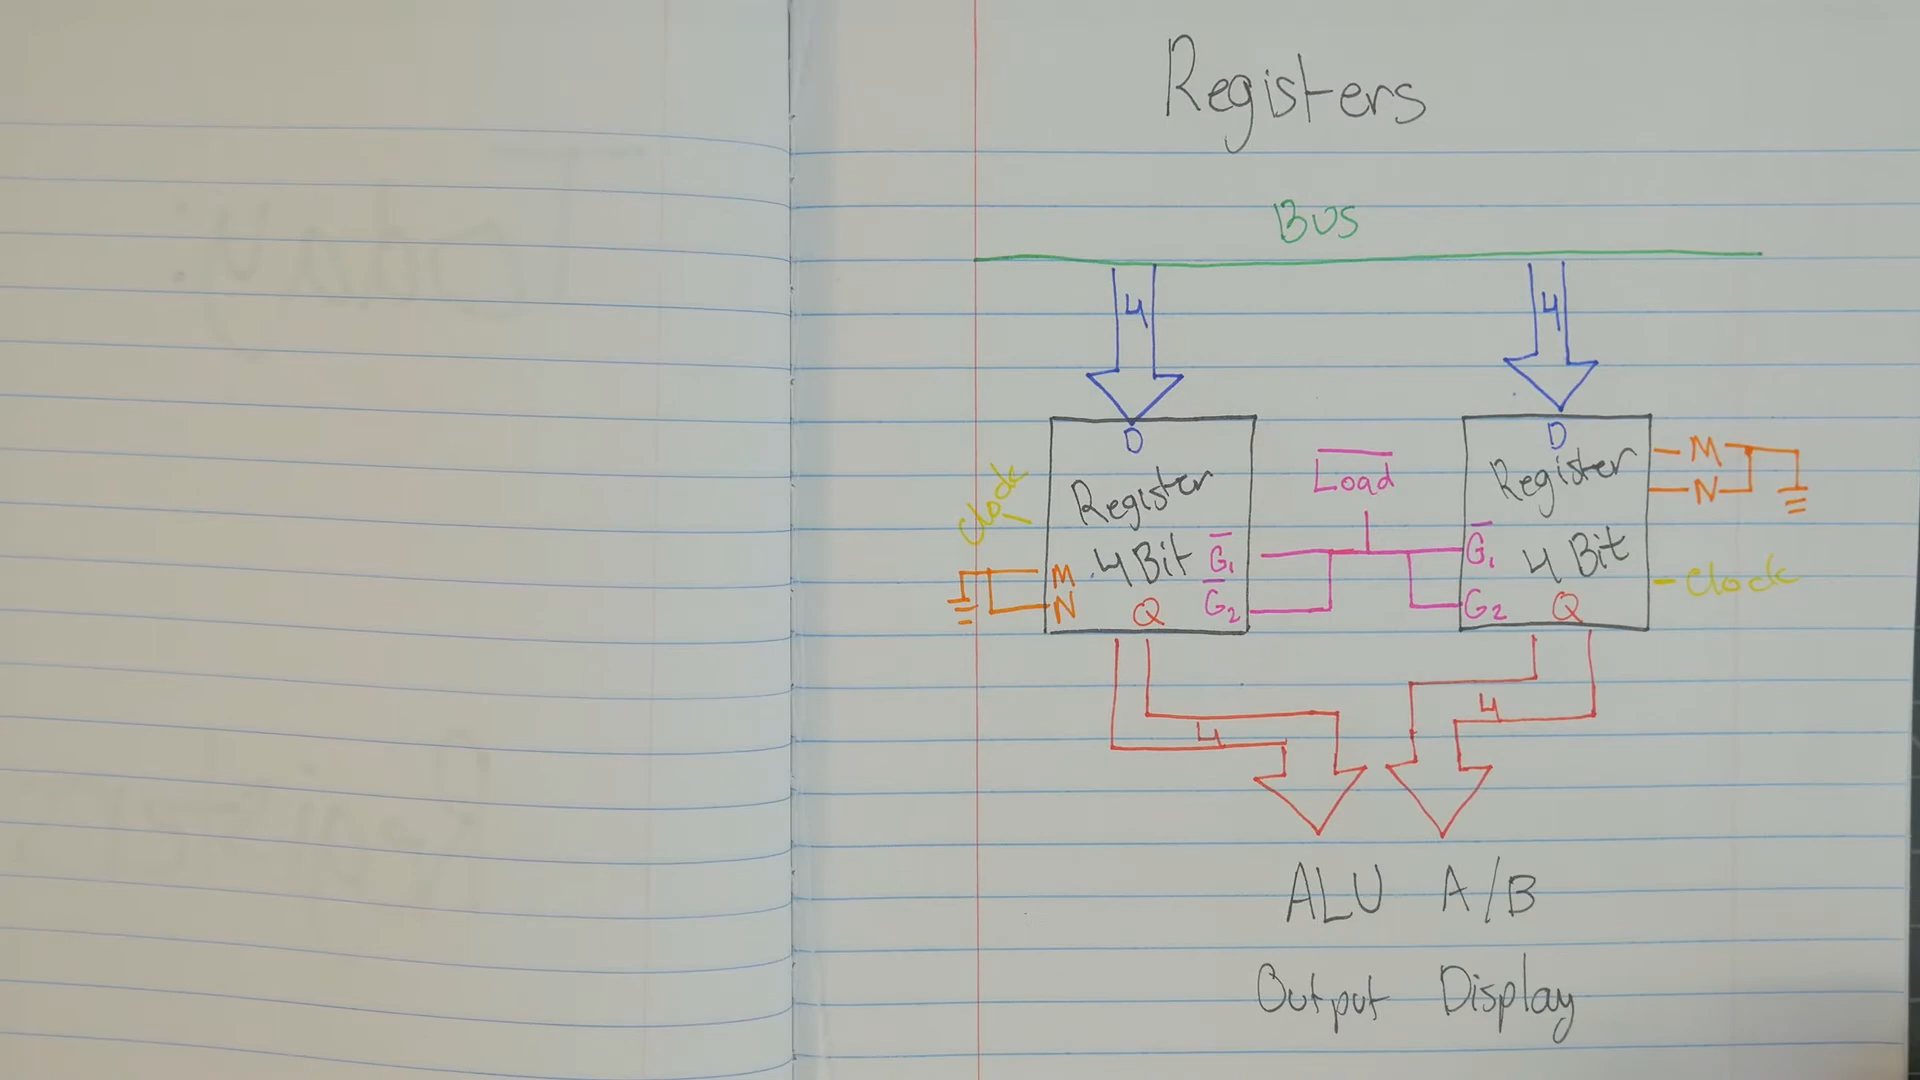 Registers
BUS
4 4
D D
Register Load Register
Clock
M
N
4 Bit G1 G1 4 Bit
M
N
G2 G2
Q Q
Clock
4 4
ALU A/B
Output Display